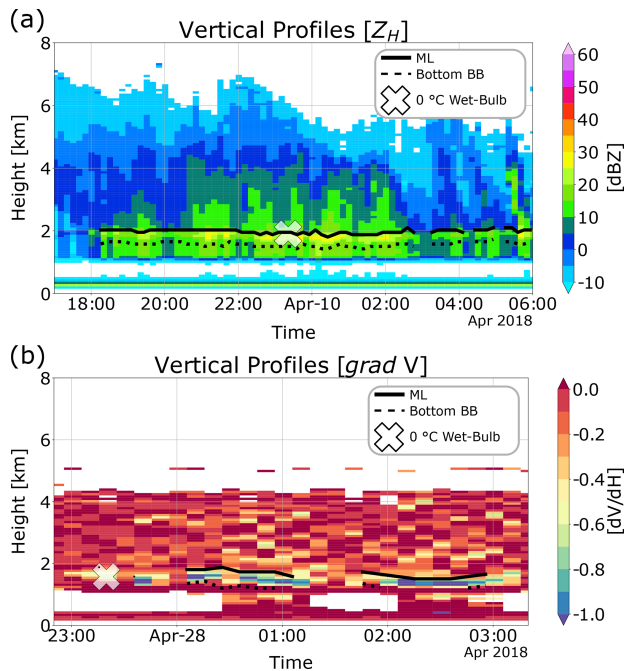 (a)
Vertical Profiles [Z_H]
8
6
4
2
0
Height [km]
ML
Bottom BB
0 °C Wet-Bulb
60
50
40
30
20
10
0
-10
[dBZ]
18:00 20:00 22:00 Apr-10 02:00 04:00 06:00
Apr 2018
Time
(b)
Vertical Profiles [grad V]
8
6
4
2
0
Height [km]
ML
Bottom BB
0 °C Wet-Bulb
0.0
-0.2
-0.4
-0.6
-0.8
-1.0
[dV/dH]
23:00 Apr-28 01:00 02:00 03:00
Apr 2018
Time